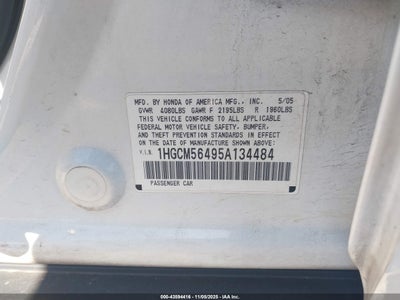 MFD. BY HONDA OF AMERICA MFG., INC. 5/05
GVWR 4080LBS GAWR F 2195LBS R 1960LBS
THIS VEHICLE CONFORMS TO ALL APPLICABLE
FEDERAL MOTOR VEHICLE SAFETY, BUMPER,
AND THEFT PREVENTION STANDARDS IN EFFECT
ON THE DATE OF MANUFACTURE SHOWN ABOVE.
V.I.N: 1HGCM56495A134484
PASSENGER CAR
000-43594416 - 11/05/2025 - IAA